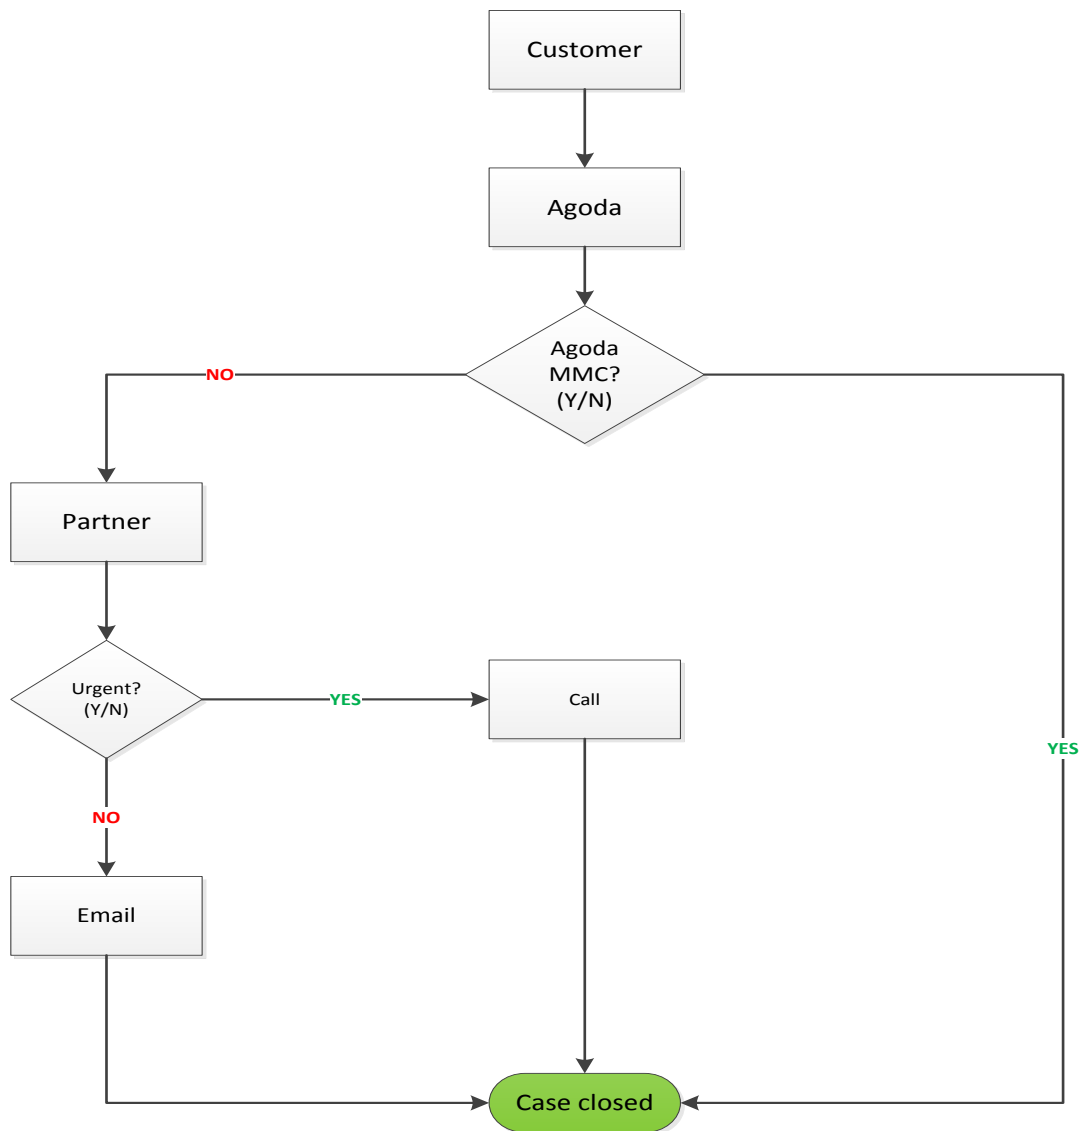 Customer
Agoda
Agoda
MMC?
(Y/N)
NO
Partner
Urgent?
(Y/N)
YES
Call
YES
NO
Email
Case closed